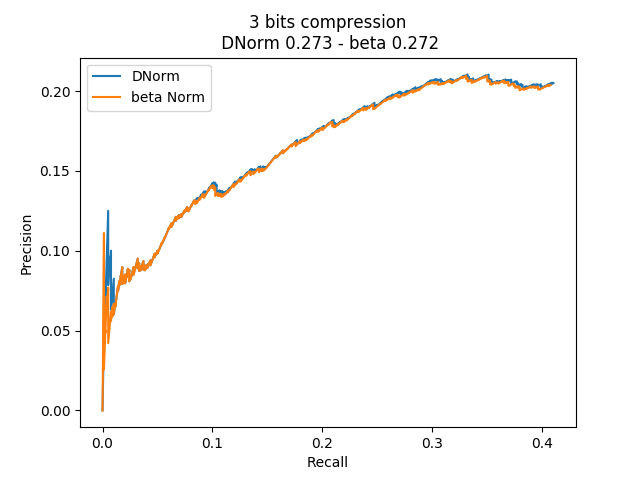 3 bits compression
DNorm 0.273 - beta 0.272
DNorm
beta Norm
0.20
0.15
0.10
0.05
0.00
Precision
0.0 0.1 0.2 0.3 0.4
Recall